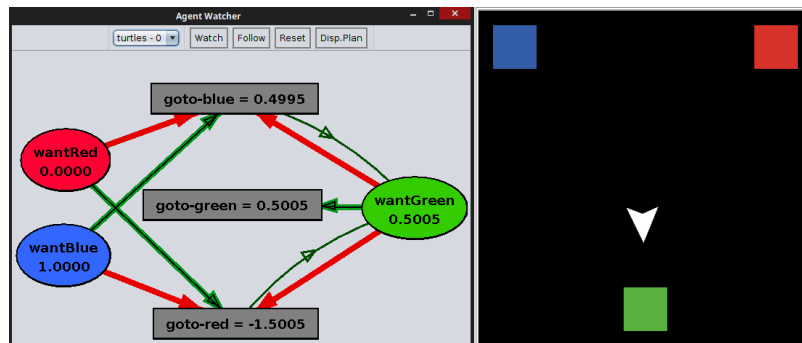 Agent Watcher
turtles - 0 Watch Follow Reset Disp.Plan
goto-blue = 0.4995
wantRed
0.0000
goto-green = 0.5005
wantGreen
0.5005
wantBlue
1.0000
goto-red = -1.5005